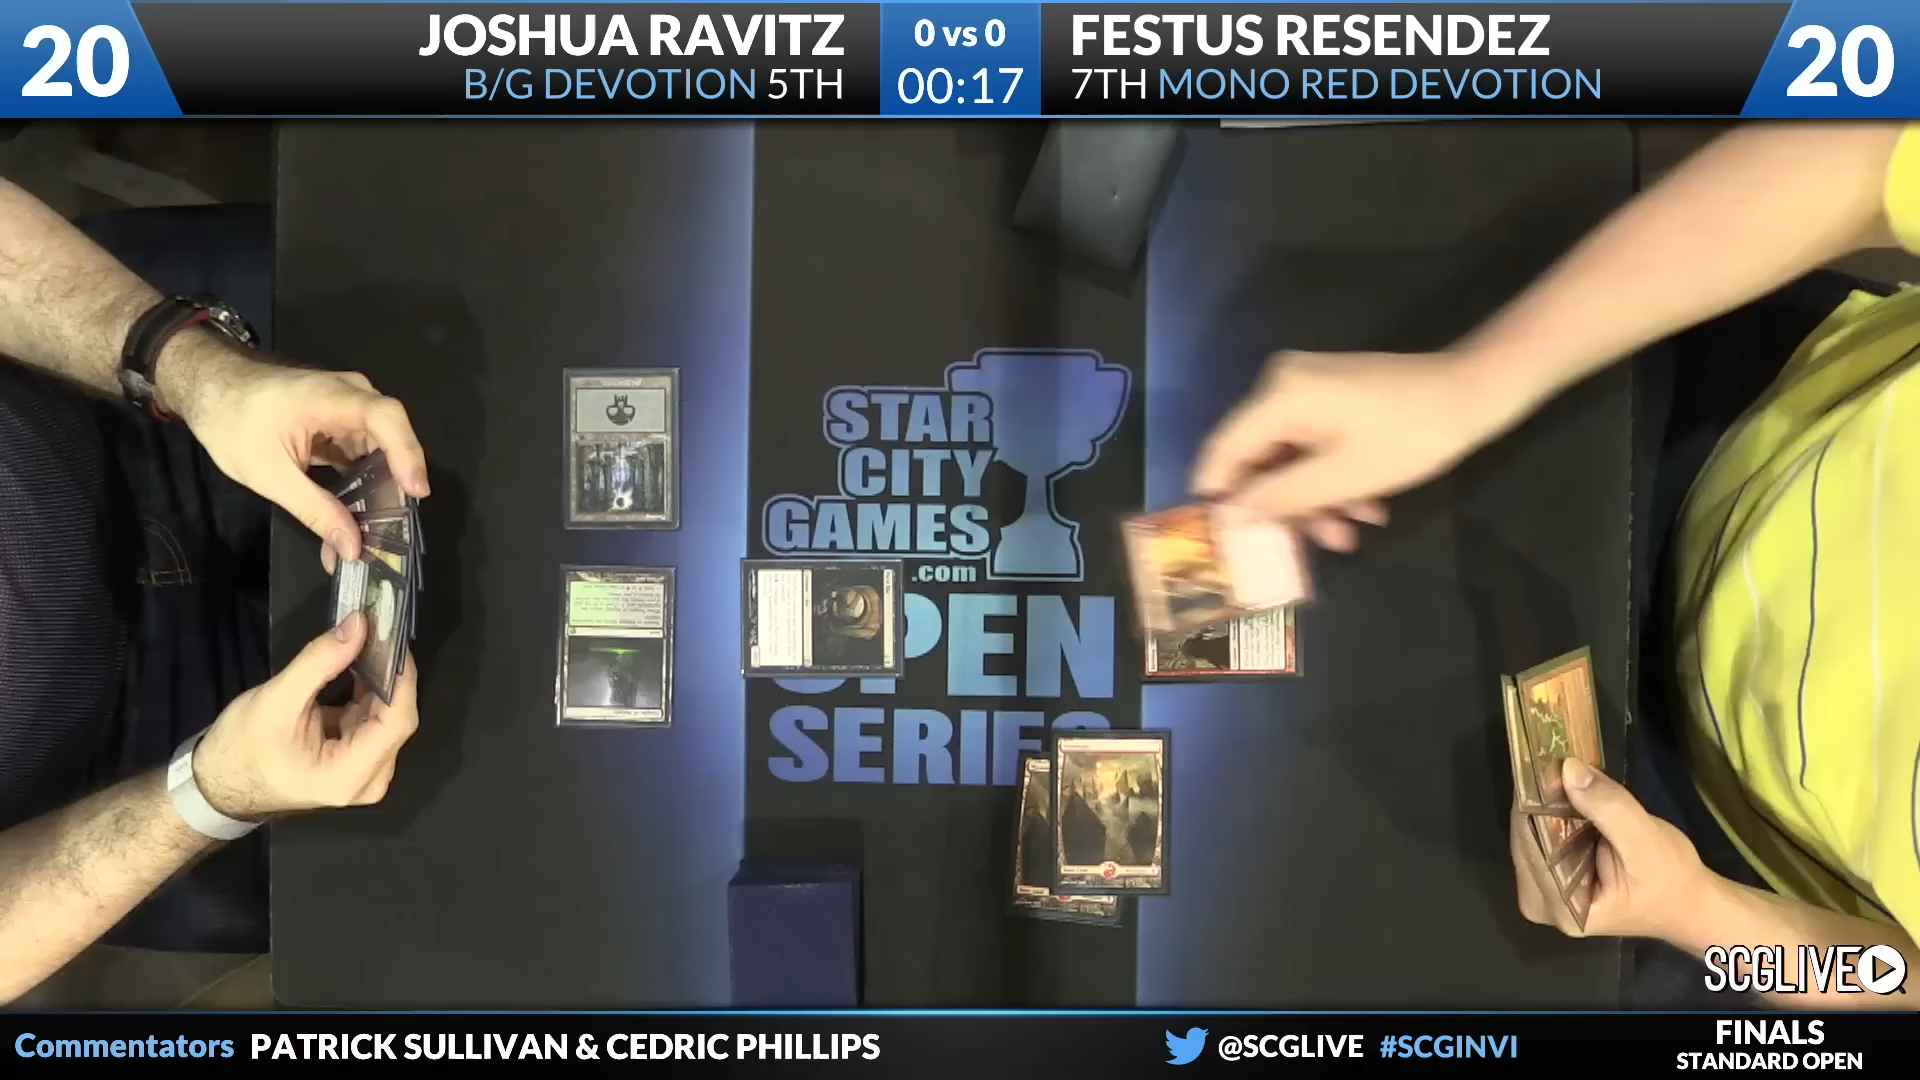 20
JOSHUA RAVITZ
B/G DEVOTION 5TH
0 vs 0
00:17
FESTUS RESENDEZ
7TH MONO RED DEVOTION
20
STAR
CITY
GAMES
.com
OPEN
SERIES
SCGLIVE
Commentators PATRICK SULLIVAN & CEDRIC PHILLIPS
@SCGLIVE #SCGINVI
FINALS
STANDARD OPEN